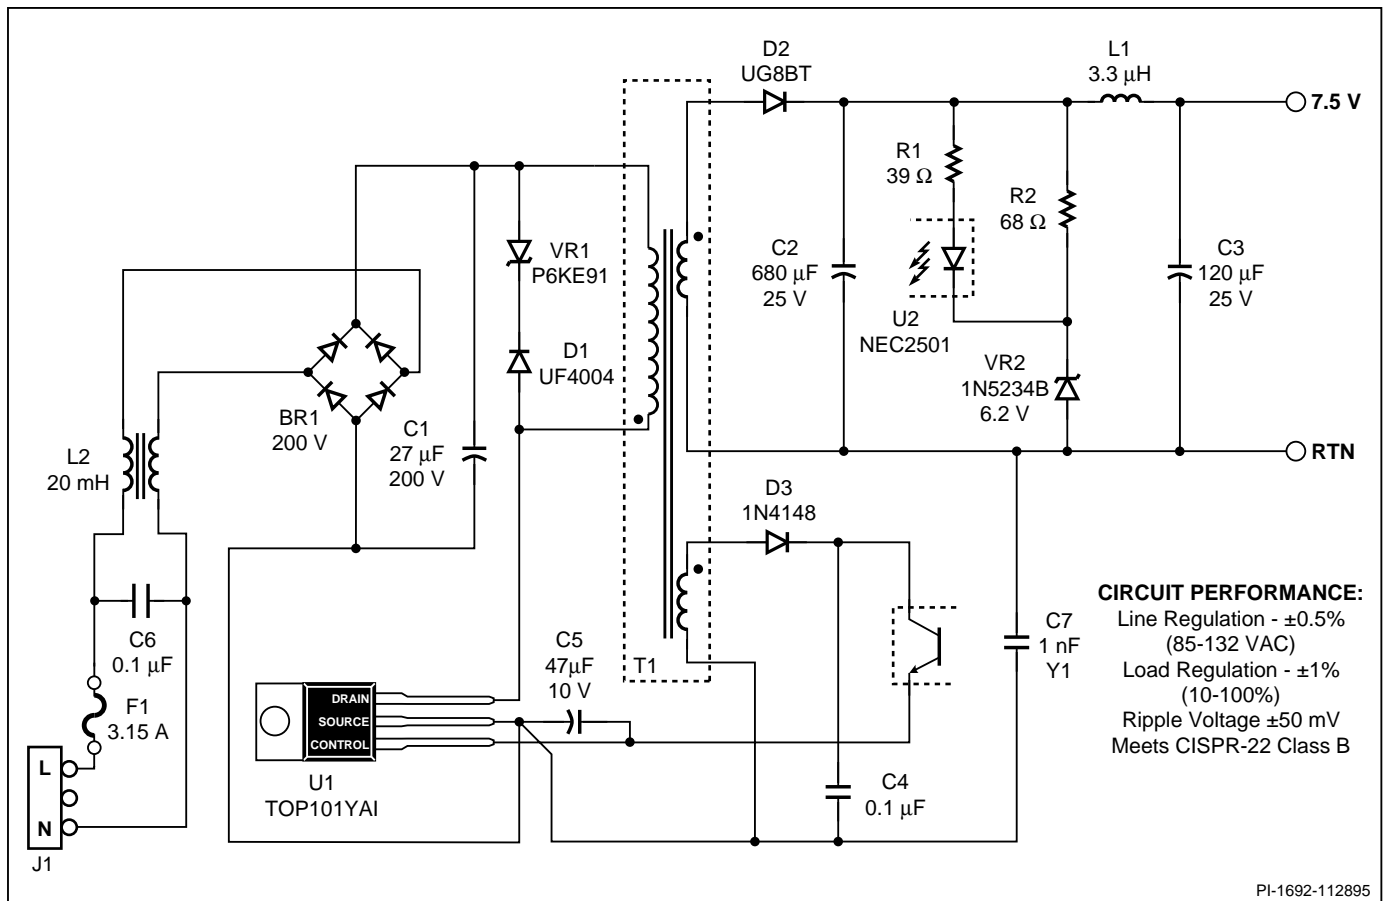 D2
UG8BT
L1
3.3 µH
7.5 V
R1
39 Ω
R2
68 Ω
VR1
P6KE91
C2
680 µF
25 V
C3
120 µF
25 V
U2
NEC2501
D1
UF4004
VR2
1N5234B
6.2 V
BR1
200 V
C1
27 µF
200 V
L2
20 mH
RTN
D3
1N4148
C6
0.1 µF
C5
47µF
10 V
T1
C7
1 nF
Y1
CIRCUIT PERFORMANCE:
Line Regulation - ±0.5%
(85-132 VAC)
Load Regulation - ±1%
(10-100%)
Ripple Voltage ±50 mV
Meets CISPR-22 Class B
F1
3.15 A
DRAIN
SOURCE
CONTROL
L
N
J1
U1
TOP101YAI
C4
0.1 µF
PI-1692-112895